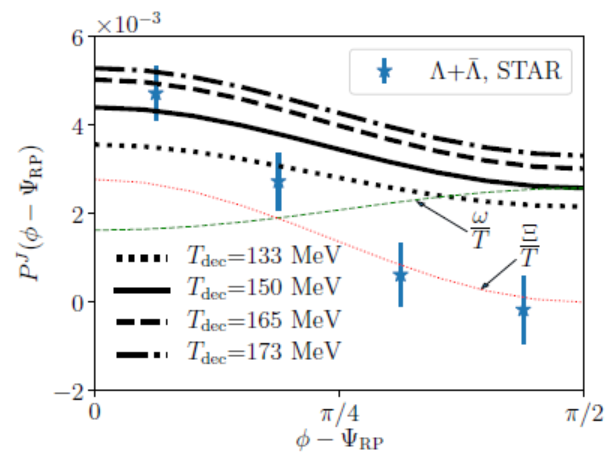 ×10⁻³
6
4
2
0
−2
Pᴶ(ϕ − Ψ_RP)
Λ+Λ̄, STAR
ω/T
Ξ/T
T_dec=133 MeV
T_dec=150 MeV
T_dec=165 MeV
T_dec=173 MeV
0
π/4
π/2
ϕ − Ψ_RP